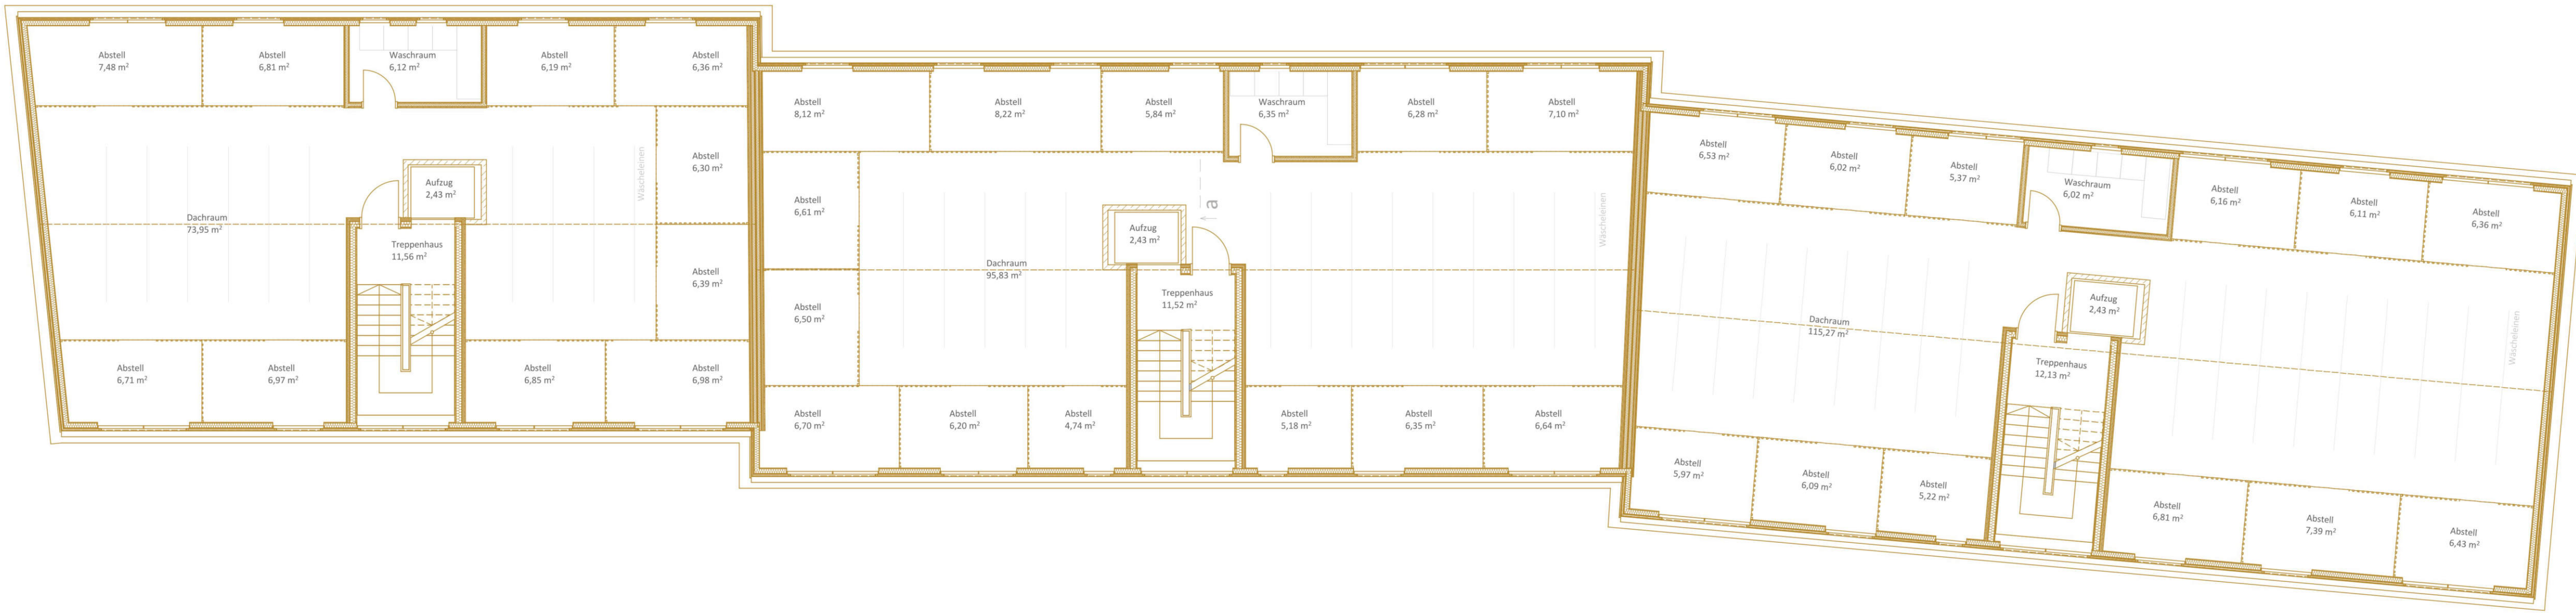 Abstell
7,48 m²
Abstell
6,81 m²
Waschraum
6,12 m²
Abstell
6,19 m²
Abstell
6,36 m²
Abstell
6,30 m²
Wäscheleinen
Aufzug
2,43 m²
Dachraum
73,95 m²
Treppenhaus
11,56 m²
Abstell
6,39 m²
Abstell
6,71 m²
Abstell
6,97 m²
Abstell
6,85 m²
Abstell
6,98 m²
Abstell
8,12 m²
Abstell
8,22 m²
Abstell
5,84 m²
Waschraum
6,35 m²
Abstell
6,28 m²
Abstell
7,10 m²
Abstell
6,61 m²
a
Wäscheleinen
Aufzug
2,43 m²
Dachraum
95,83 m²
Treppenhaus
11,52 m²
Abstell
6,50 m²
Abstell
6,70 m²
Abstell
6,20 m²
Abstell
4,74 m²
Abstell
5,18 m²
Abstell
6,35 m²
Abstell
6,64 m²
Abstell
6,53 m²
Abstell
6,02 m²
Abstell
5,37 m²
Waschraum
6,02 m²
Abstell
6,16 m²
Abstell
6,11 m²
Abstell
6,36 m²
Aufzug
2,43 m²
Dachraum
115,27 m²
Wäscheleinen
Treppenhaus
12,13 m²
Abstell
5,97 m²
Abstell
6,09 m²
Abstell
5,22 m²
Abstell
6,81 m²
Abstell
7,39 m²
Abstell
6,43 m²